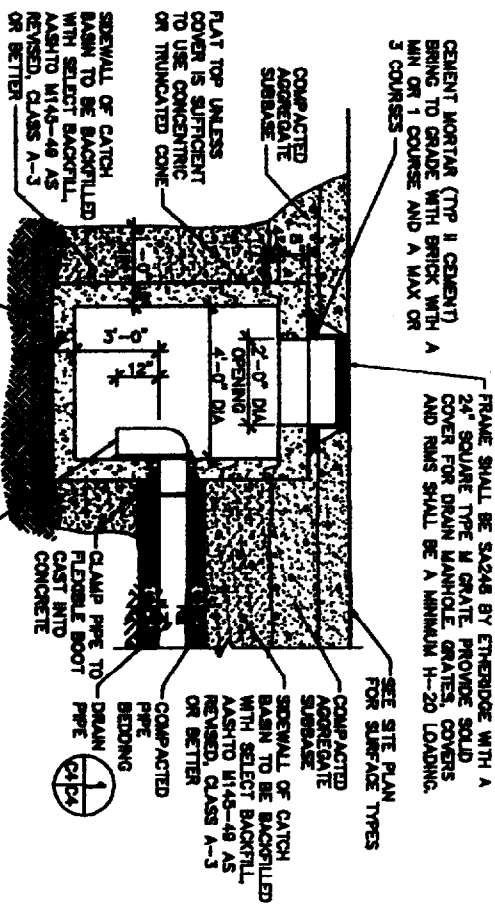 CEMENT MORTAR (TYP II CEMENT)
BRING TO GRADE WITH BRICK WITH A
MIN OR 1 COURSE AND A MAX OR
3 COURSES
FRAME SHALL BE SA248 BY ETHERIDGE WITH A
24" SQUARE TYPE M GRATE. PROVIDE SOLID
COVER FOR DRAIN MANHOLE. GRATES, COVERS
AND RIMS SHALL BE A MINIMUM H-20 LOADING.
COMPACTED
AGGREGATE
SUBBASE
FLAT TOP UNLESS
COVER IS SUFFICIENT
TO USE CONCENTRIC
OR TRUNCATED CONE
SIDEWALL OF CATCH
BASIN TO BE BACKFILLED
WITH SELECT BACKFILL,
AASHTO M145-49 AS
REVISED, CLASS A-3
OR BETTER
8"
2'-0" DIA
OPENING
4'-0" DIA
3'-0"
12"
SEE SITE PLAN
FOR SURFACE TYPES
COMPACTED
AGGREGATE
SUBBASE
SIDEWALL OF CATCH
BASIN TO BE BACKFILLED
WITH SELECT BACKFILL,
AASHTO M145-49 AS
REVISED, CLASS A-3
OR BETTER
COMPACTED
PIPE
BEDDING
DRAIN
PIPE
1
C4 C4
CLAMP PIPE TO
FLEXIBLE BOOT
CAST INTO
CONCRETE